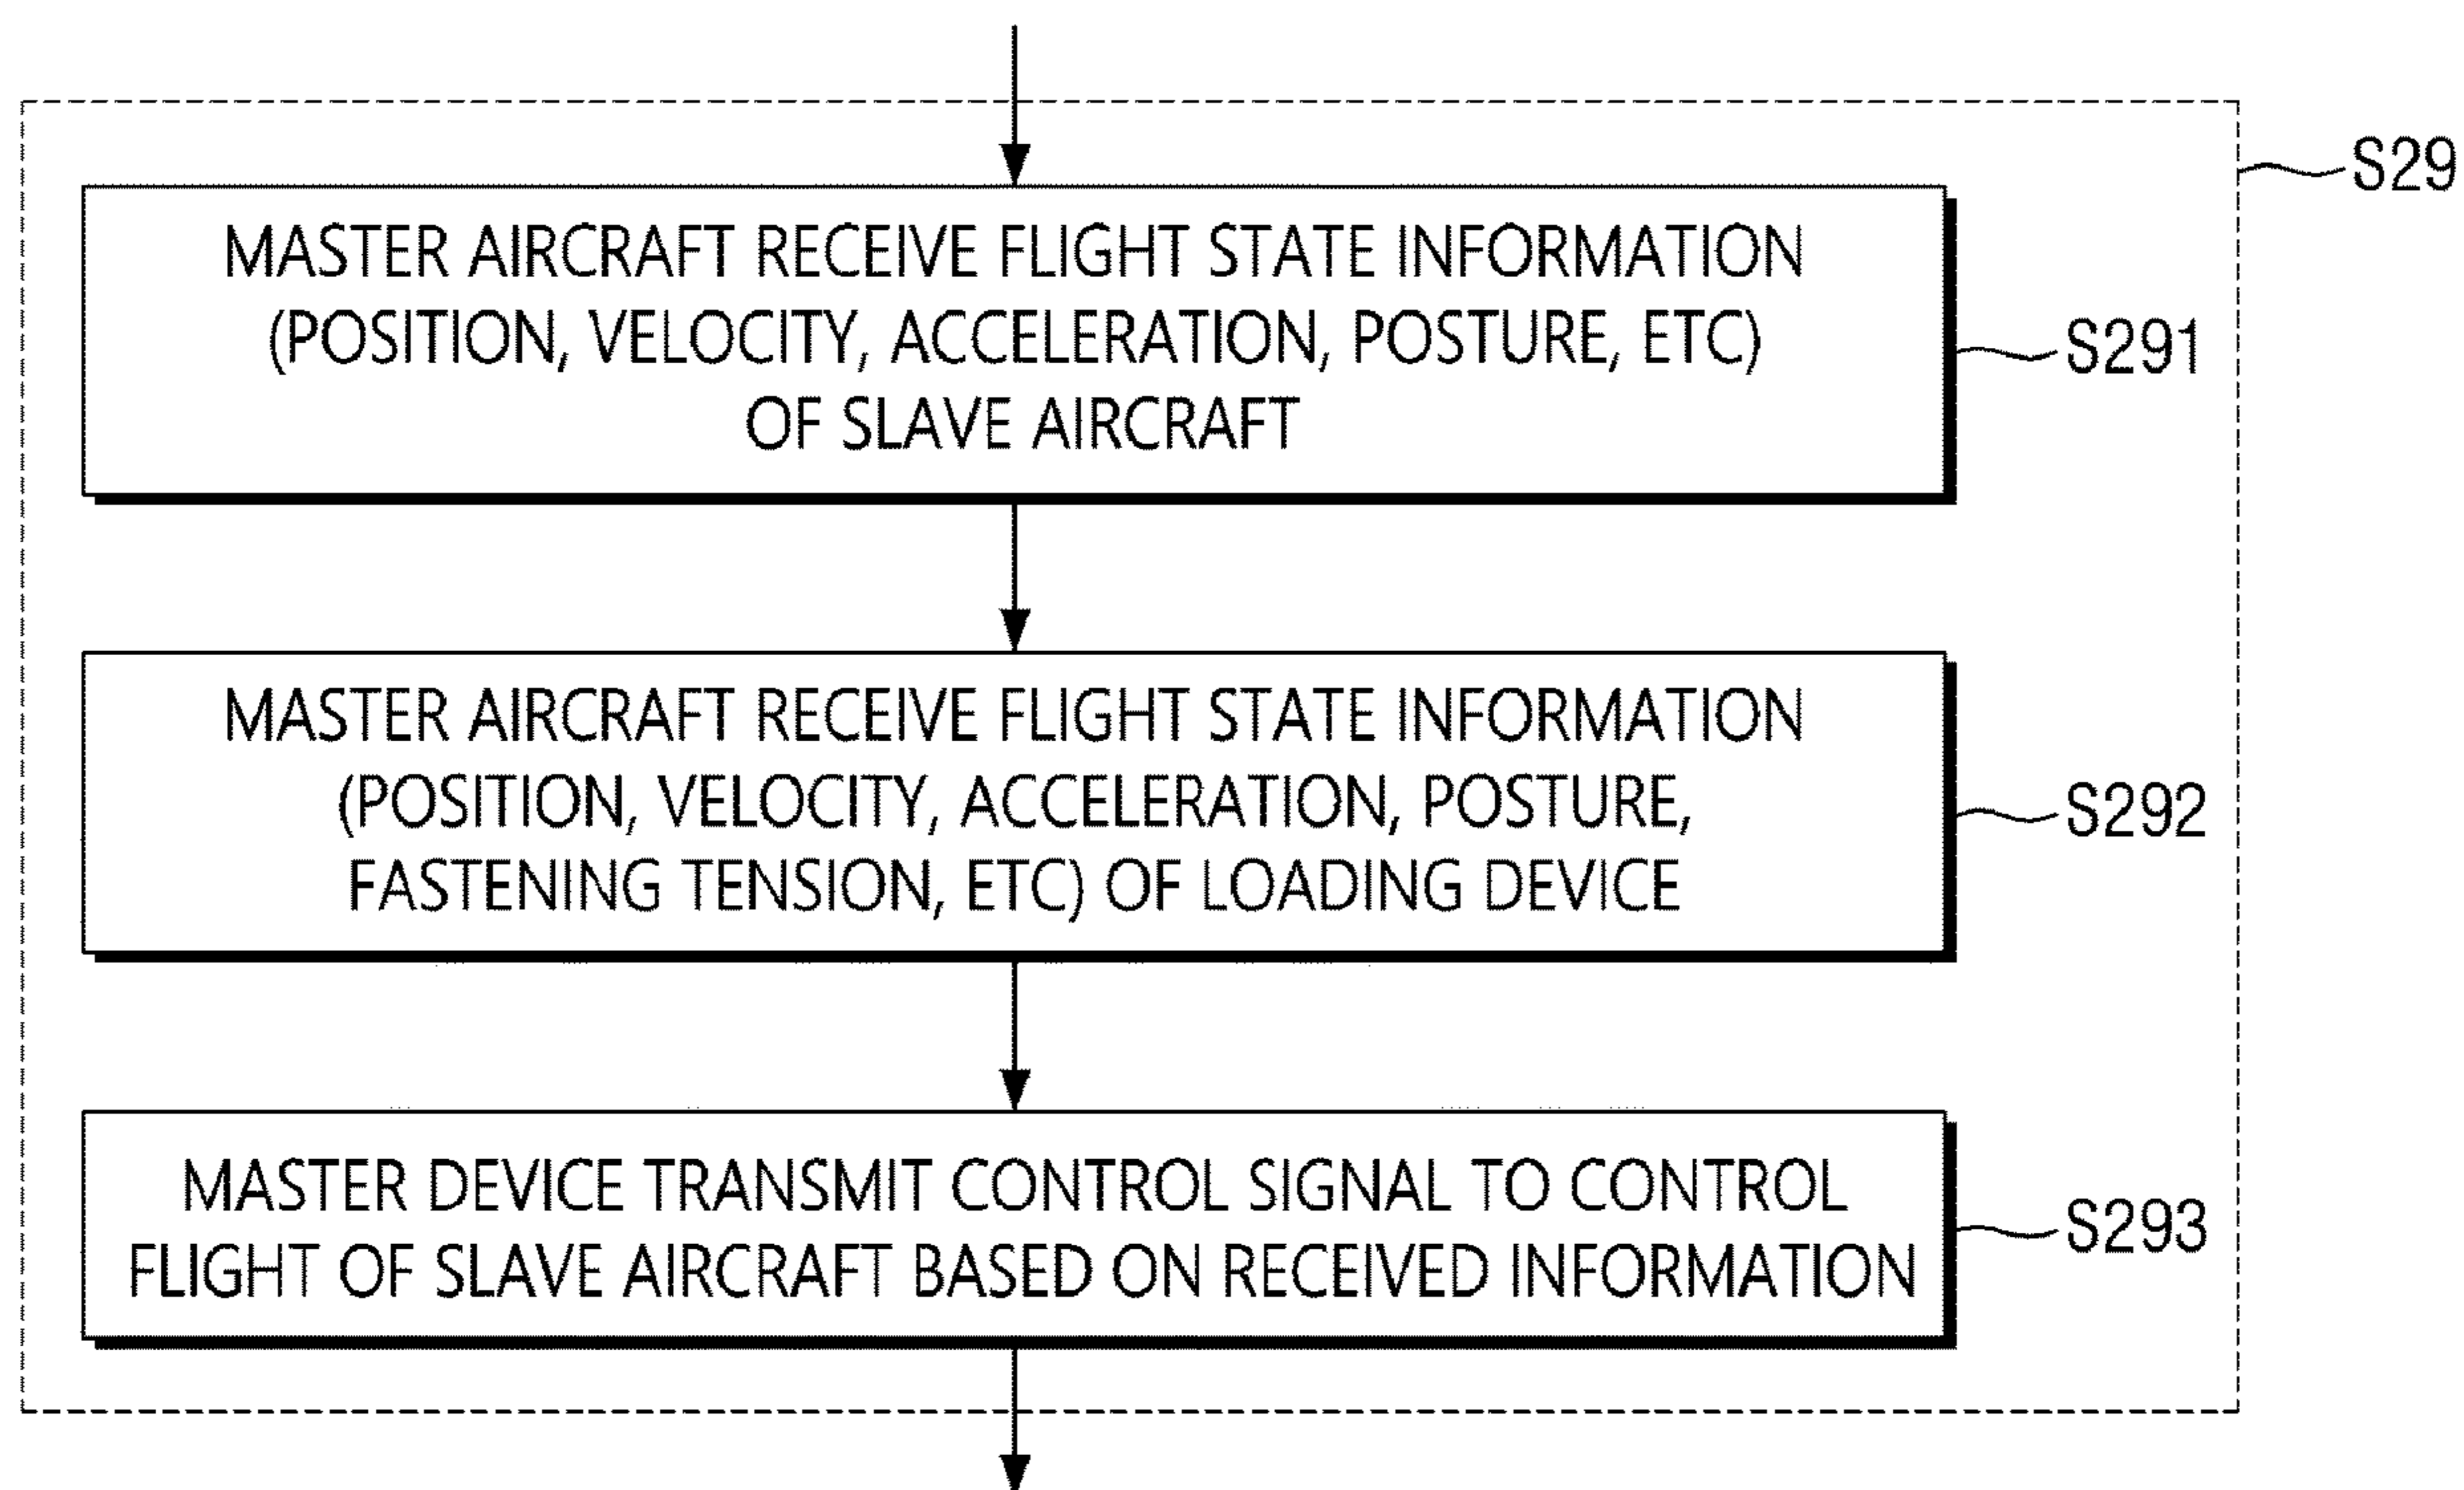 S29
MASTER AIRCRAFT RECEIVE FLIGHT STATE INFORMATION
(POSITION, VELOCITY, ACCELERATION, POSTURE, ETC)
OF SLAVE AIRCRAFT
S291
MASTER AIRCRAFT RECEIVE FLIGHT STATE INFORMATION
(POSITION, VELOCITY, ACCELERATION, POSTURE,
FASTENING TENSION, ETC) OF LOADING DEVICE
S292
MASTER DEVICE TRANSMIT CONTROL SIGNAL TO CONTROL
FLIGHT OF SLAVE AIRCRAFT BASED ON RECEIVED INFORMATION
S293